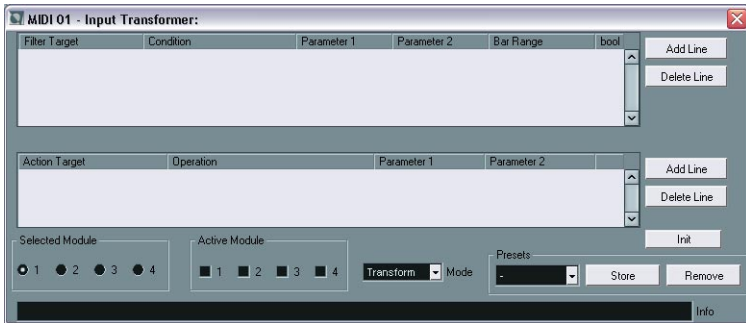 MIDI 01 - Input Transformer:
Filter Target Condition Parameter 1 Parameter 2 Bar Range bool
Add Line
Delete Line
Action Target Operation Parameter 1 Parameter 2
Add Line
Delete Line
Init
Selected Module Active Module Presets
1 2 3 4 1 2 3 4 Transform Mode - Store Remove
Info